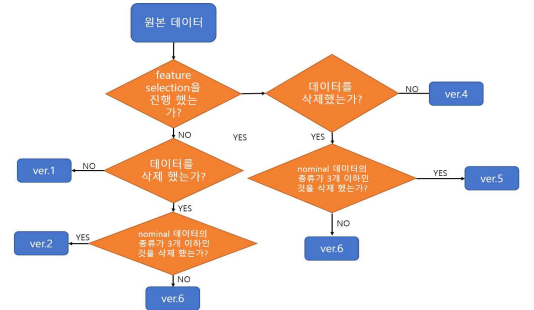 원본 데이터
feature
selection을
진행 했는
가?
데이터를
삭제했는가?
NO
ver.4
NO
YES
YES
데이터를
삭제 했는가?
NO
ver.1
nominal 데이터의
종류가 3개 이하인
것을 삭제 했는가?
YES
ver.5
YES
nominal 데이터의
종류가 3개 이하인
것을 삭제 했는가?
YES
ver.2
NO
ver.6
NO
ver.6